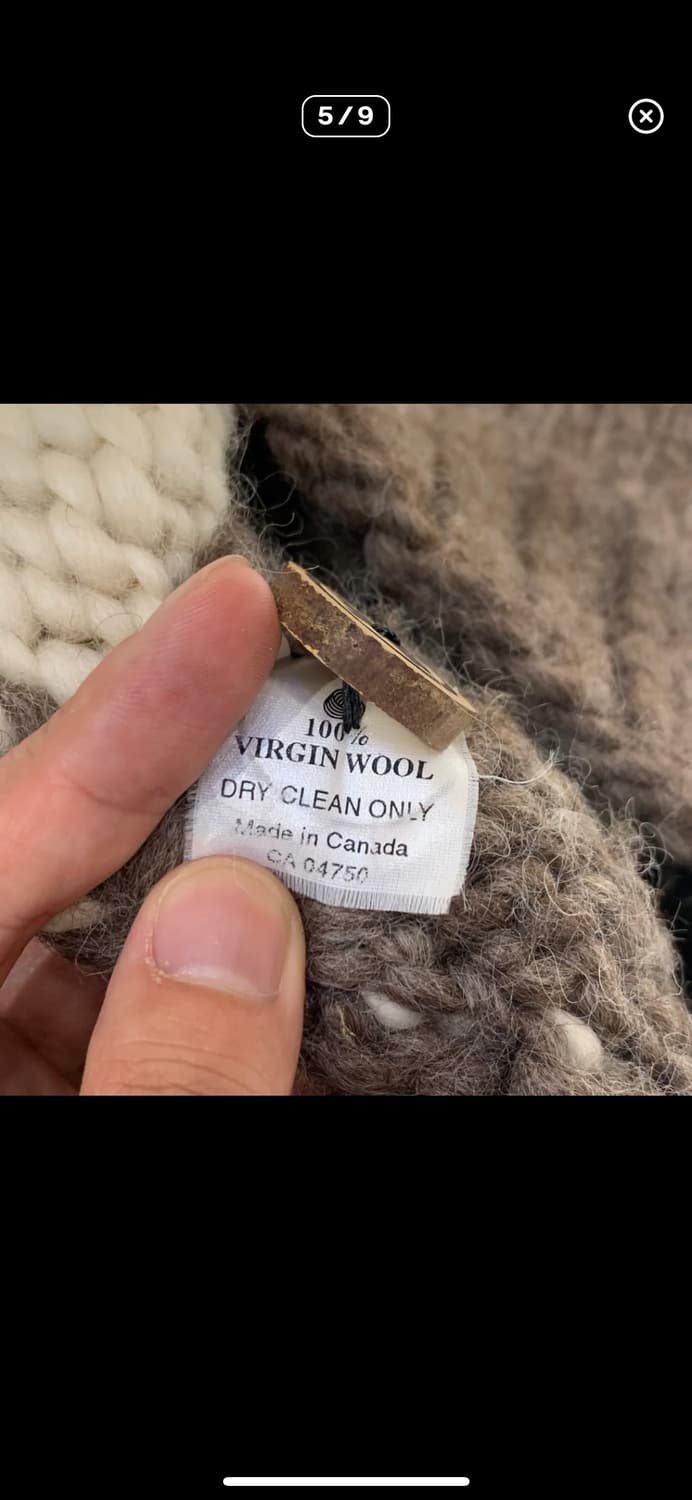 5/9
100%
VIRGIN WOOL
DRY CLEAN ONLY
Made in Canada
CA 04750